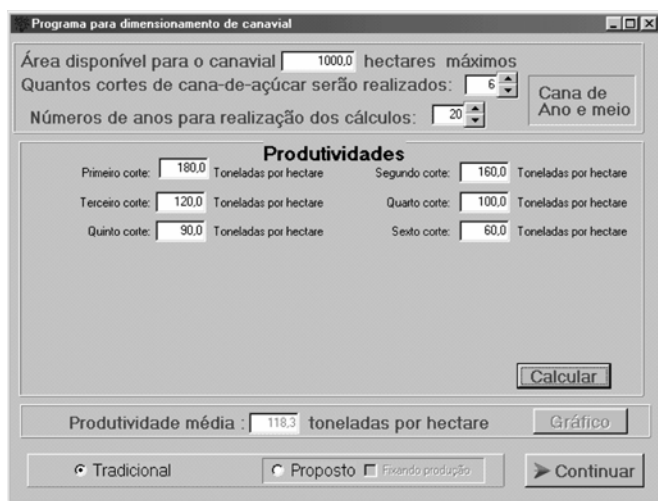 Programa para dimensionamento de canavial
Área disponível para o canavial 1000,0 hectares máximos
Quantos cortes de cana-de-açúcar serão realizados: 6
Cana de
Ano e meio
Números de anos para realização dos cálculos: 20
Produtividades
Primeiro corte: 180,0 Toneladas por hectare Segundo corte: 160,0 Toneladas por hectare
Terceiro corte: 120,0 Toneladas por hectare Quarto corte: 100,0 Toneladas por hectare
Quinto corte: 90,0 Toneladas por hectare Sexto corte: 60,0 Toneladas por hectare
Calcular
Produtividade média : 118,3 toneladas por hectare Gráfico
Tradicional Proposto Fixando produção Continuar